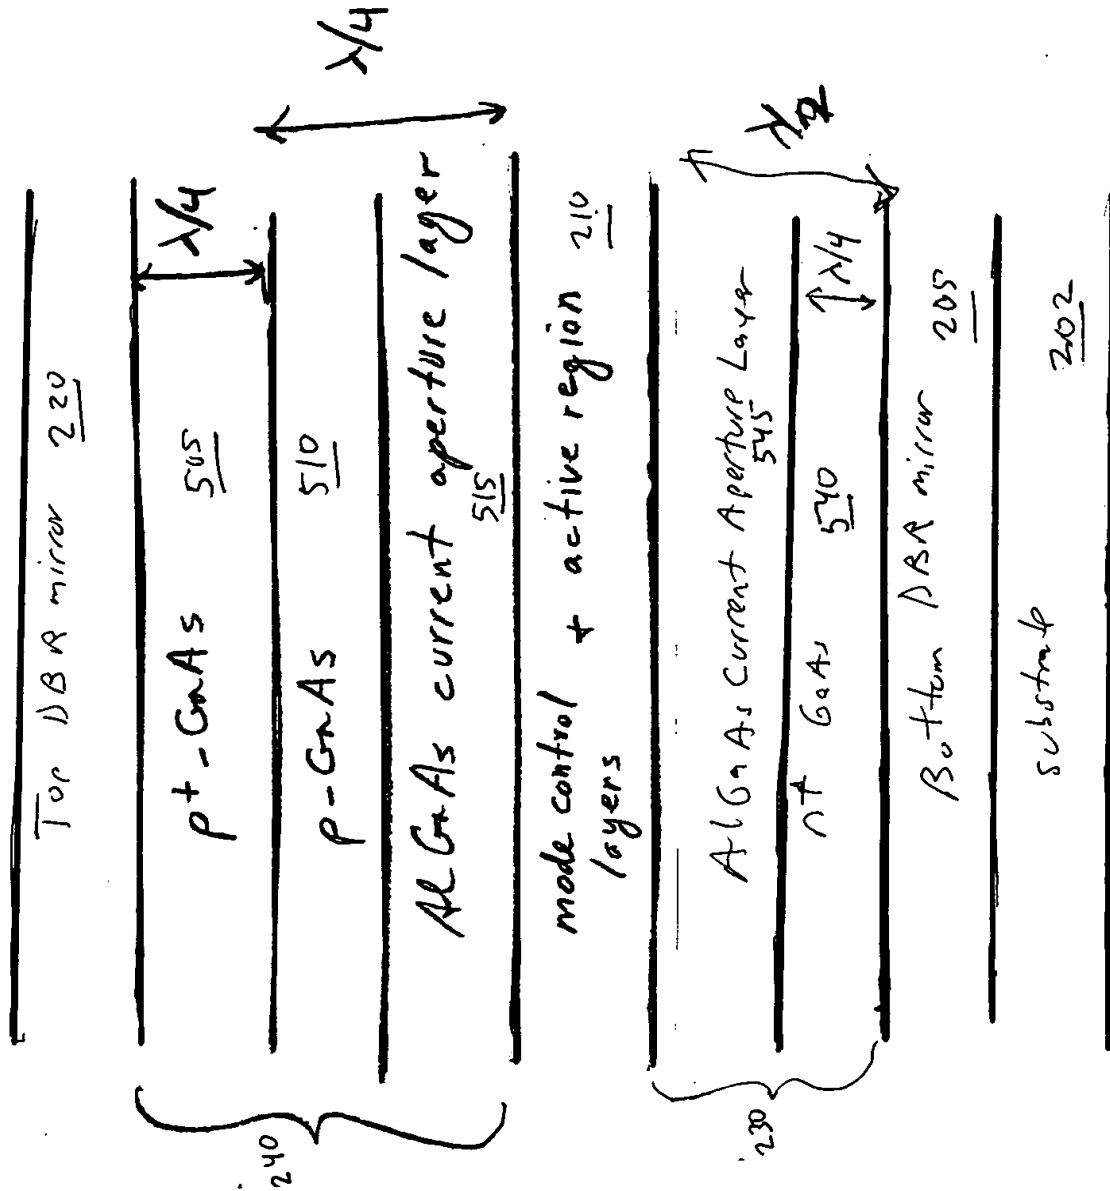 Top DBR mirror 220
p+-GaAs 505 λ/4
p-GaAs 510
λ/4
AlGaAs current aperture layer
515
240
mode control + active region 210
layers
AlGaAs Current Aperture Layer
545
n+ GaAs 540 λ/4
230
Bottom DBR mirror 205
substrate 202